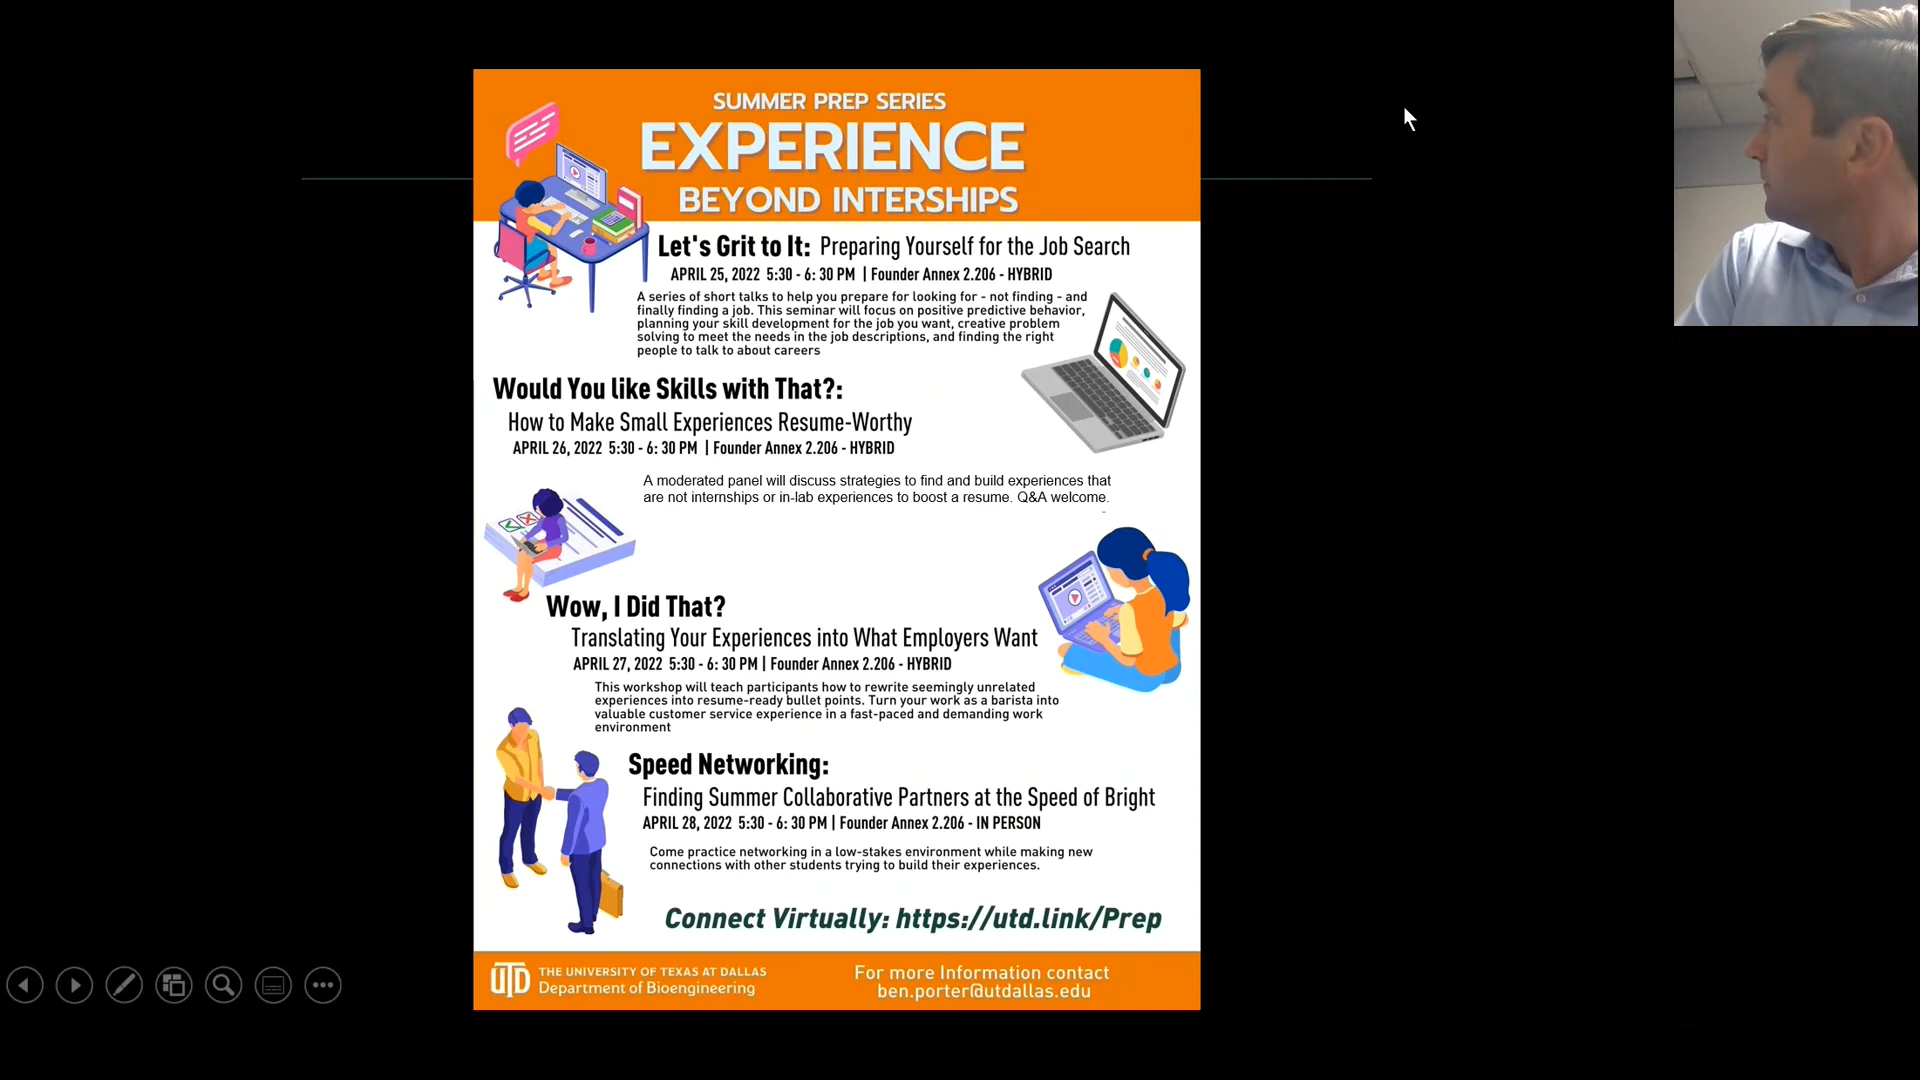 SUMMER PREP SERIES
EXPERIENCE
BEYOND INTERSHIPS
Let's Grit to It: Preparing Yourself for the Job Search
APRIL 25, 2022 5:30 - 6: 30 PM | Founder Annex 2.206 - HYBRID
A series of short talks to help you prepare for looking for - not finding - and
finally finding a job. This seminar will focus on positive predictive behavior,
planning your skill development for the job you want, creative problem
solving to meet the needs in the job descriptions, and finding the right
people to talk to about careers
Would You like Skills with That?:
How to Make Small Experiences Resume-Worthy
APRIL 26, 2022 5:30 - 6: 30 PM | Founder Annex 2.206 - HYBRID
A moderated panel will discuss strategies to find and build experiences that
are not internships or in-lab experiences to boost a resume. Q&A welcome.
Wow, I Did That?
Translating Your Experiences into What Employers Want
APRIL 27, 2022 5:30 - 6: 30 PM | Founder Annex 2.206 - HYBRID
This workshop will teach participants how to rewrite seemingly unrelated
experiences into resume-ready bullet points. Turn your work as a barista into
valuable customer service experience in a fast-paced and demanding work
environment
Speed Networking:
Finding Summer Collaborative Partners at the Speed of Bright
APRIL 28, 2022 5:30 - 6: 30 PM | Founder Annex 2.206 - IN PERSON
Come practice networking in a low-stakes environment while making new
connections with other students trying to build their experiences.
Connect Virtually: https://utd.link/Prep
UTD THE UNIVERSITY OF TEXAS AT DALLAS
Department of Bioengineering
For more Information contact
ben.porter@utdallas.edu